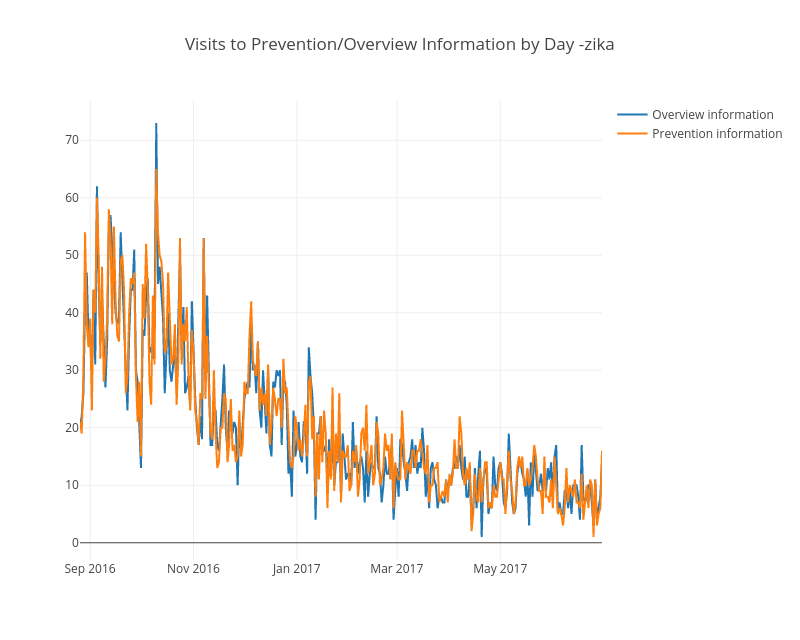 Visits to Prevention/Overview Information by Day -zika
Overview information
Prevention information
70
60
50
40
30
20
10
0
Sep 2016
Nov 2016
Jan 2017
Mar 2017
May 2017